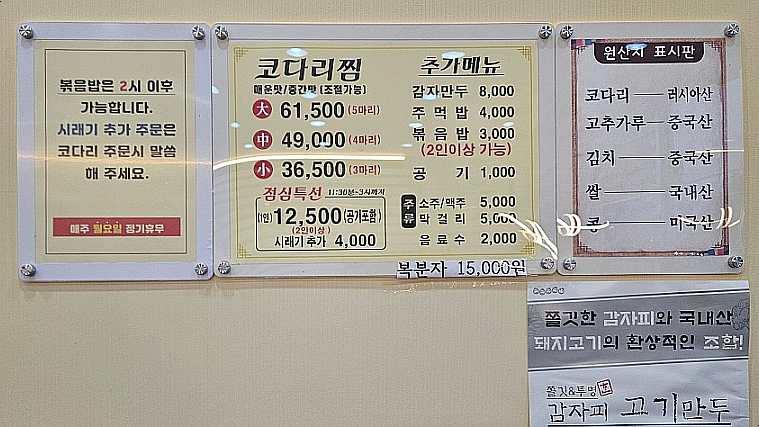 볶음밥은 2시 이후
가능합니다.
시래기 추가 주문은
코다리 주문시 말씀
해 주세요.
매주 월요일 정기휴무
코다리찜
매운맛/중간맛 (조절가능)
大 61,500 (5마리)
中 49,000 (4마리)
小 36,500 (3마리)
점심특선 11:30분~3시까지
(1인) 12,500 (공기포함)
(2인이상)
시래기 추가 4,000
추가메뉴
감자만두 8,000
주먹밥 4,000
볶음밥 3,000
(2인이상 가능)
공기 1,000
주류
소주/맥주 5,000
막걸리 5,000
음료수 2,000
복분자 15,000원
원산지 표시판
코다리 러시아산
고추가루 중국산
김치 중국산
쌀 국내산
콩 미국산
쫄깃한 감자피와 국내산
돼지고기의 환상적인 조합!
쫄깃&투명
감자피 고기만두